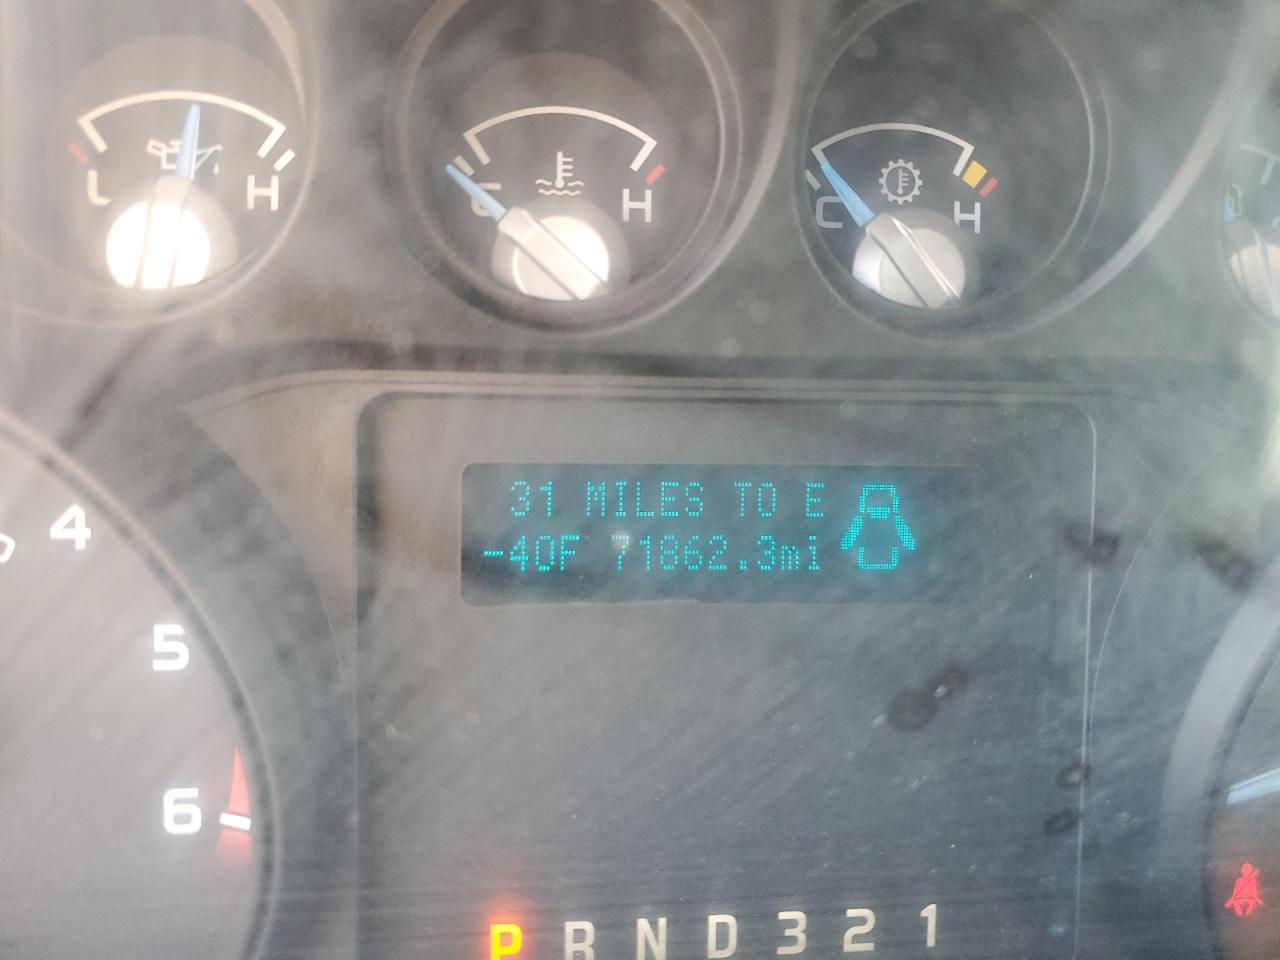 L H
C H
C H
31 MILES TO E
-40F 71862.3mi
4
5
6
P R N D 3 2 1